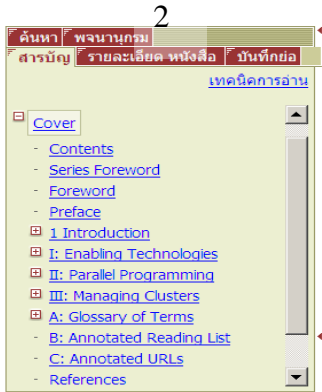 2
ค้นหา พจนานุกรม
สารบัญ รายละเอียด หนังสือ บันทึกย่อ
เทคนิคการอ่าน
Cover
- Contents
- Series Foreword
- Foreword
- Preface
1 Introduction
I: Enabling Technologies
II: Parallel Programming
III: Managing Clusters
A: Glossary of Terms
- B: Annotated Reading List
- C: Annotated URLs
- References